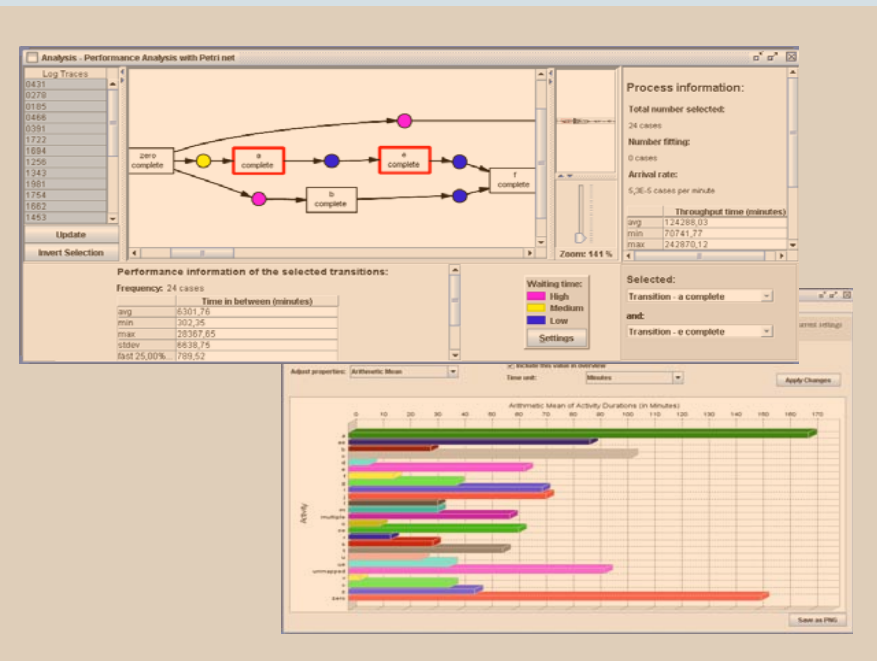 Analysis - Performance Analysis with Petri net
Log Traces
0431
0278
0185
0466
0391
1722
1694
1256
1343
1981
1754
1662
1453
Update
Invert Selection
zero
complete
a
complete
e
complete
b
complete
f
complete
Zoom: 141 %
Process information:
Total number selected:
24 cases
Number fitting:
0 cases
Arrival rate:
5,3E-5 cases per minute
Throughput time (minutes)
avg 124288,03
min 70741,77
max 242870,12
Performance information of the selected transitions:
Frequency: 24 cases
Time in between (minutes)
avg 6301,76
min 302,35
max 28367,65
stdev 6638,75
fast 25,00%... 789,52
Waiting time:
High
Medium
Low
Settings
Selected:
Transition - a complete
and:
Transition - e complete
Adjust properties: Arithmetic Mean
Include this value in overview
Time unit: Minutes
Apply Changes
Arithmetic Mean of Activity Durations (in Minutes)
0 10 20 30 40 50 60 70 80 90 100 110 120 130 140 150 160 170
Activity
multiple
unmapped
zero
Save as PNG